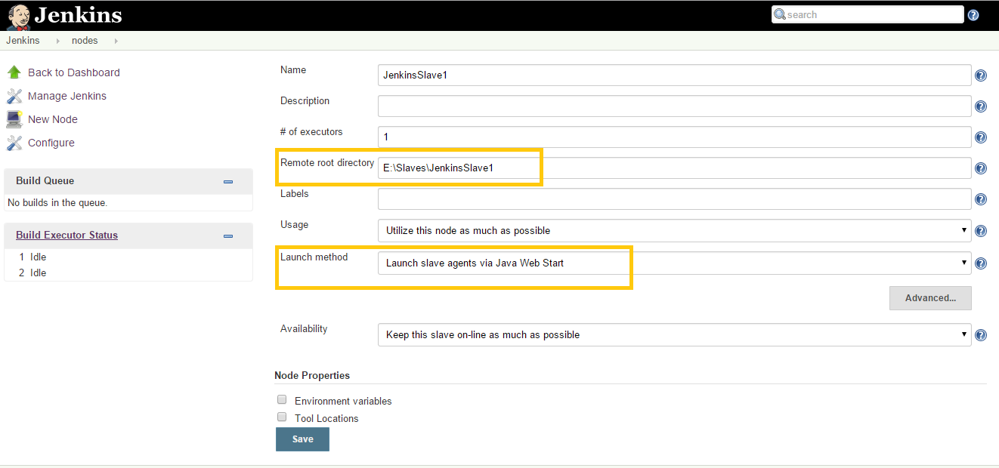 Jenkins
search
Jenkins
nodes
Back to Dashboard
Manage Jenkins
New Node
Configure
Build Queue
No builds in the queue.
Build Executor Status
1 Idle
2 Idle
Name
JenkinsSlave1
Description
# of executors
1
Remote root directory
E:\Slaves\JenkinsSlave1
Labels
Usage
Utilize this node as much as possible
Launch method
Launch slave agents via Java Web Start
Advanced...
Availability
Keep this slave on-line as much as possible
Node Properties
Environment variables
Tool Locations
Save